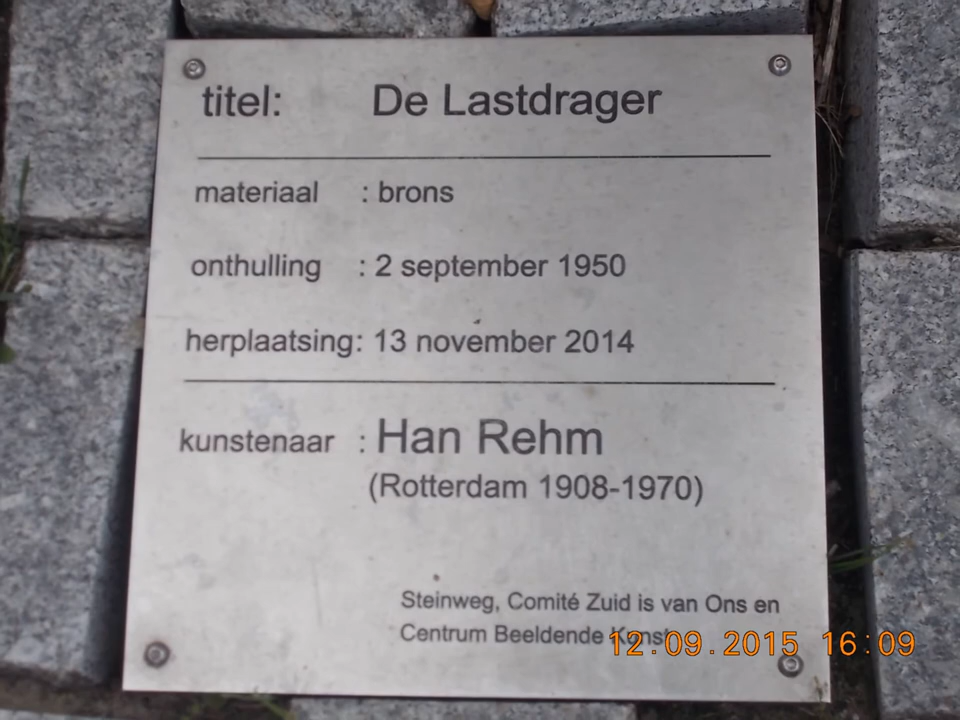 titel: De Lastdrager
materiaal : brons
onthulling : 2 september 1950
herplaatsing: 13 november 2014
kunstenaar : Han Rehm
(Rotterdam 1908-1970)
Steinweg, Comité Zuid is van Ons en
Centrum Beeldende Kunst
12.09.2015 16:09